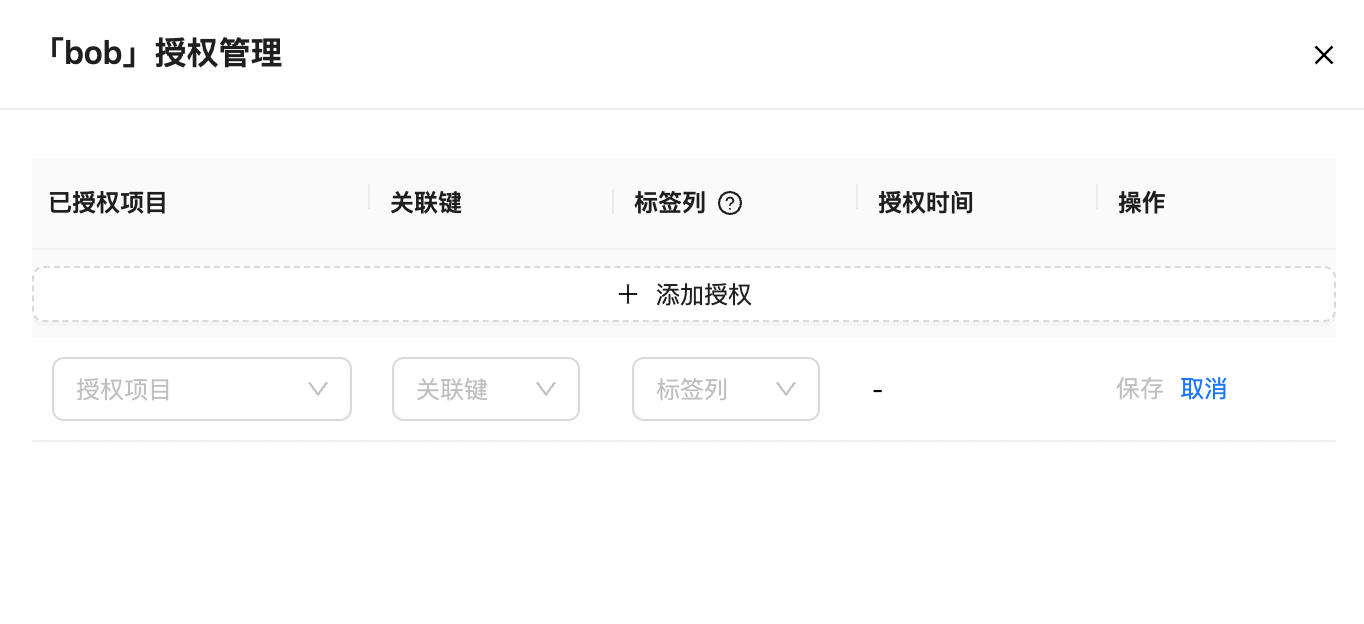 「bob」授权管理
已授权项目 关联键 标签列 ? 授权时间 操作
+ 添加授权
授权项目 关联键 标签列 - 保存 取消